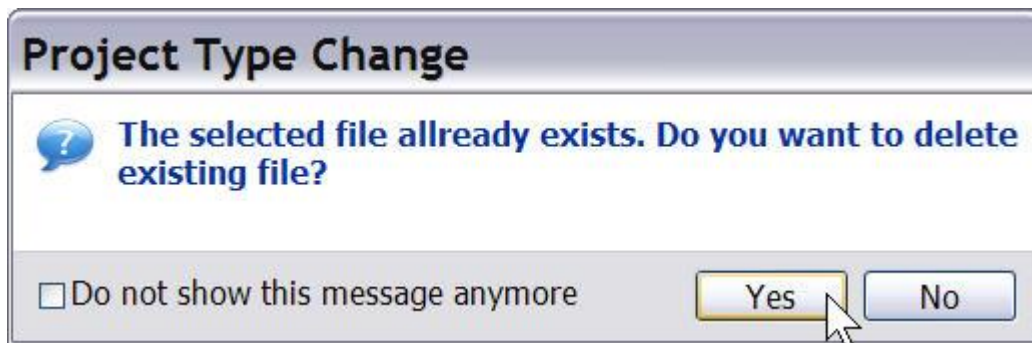 Project Type Change
The selected file allready exists. Do you want to delete
existing file?
Do not show this message anymore
Yes
No